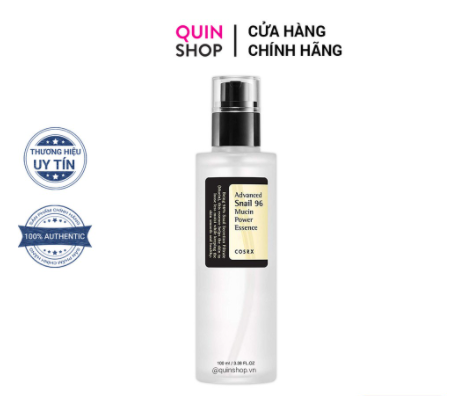 QUIN
SHOP
CỬA HÀNG
CHÍNH HÃNG
THƯƠNG HIỆU
UY TÍN
100% AUTHENTIC
Advanced
Snail 96
Mucin
Power
Essence
COSRX
100 ml / 3.38 FL.OZ
@quinshop.vn